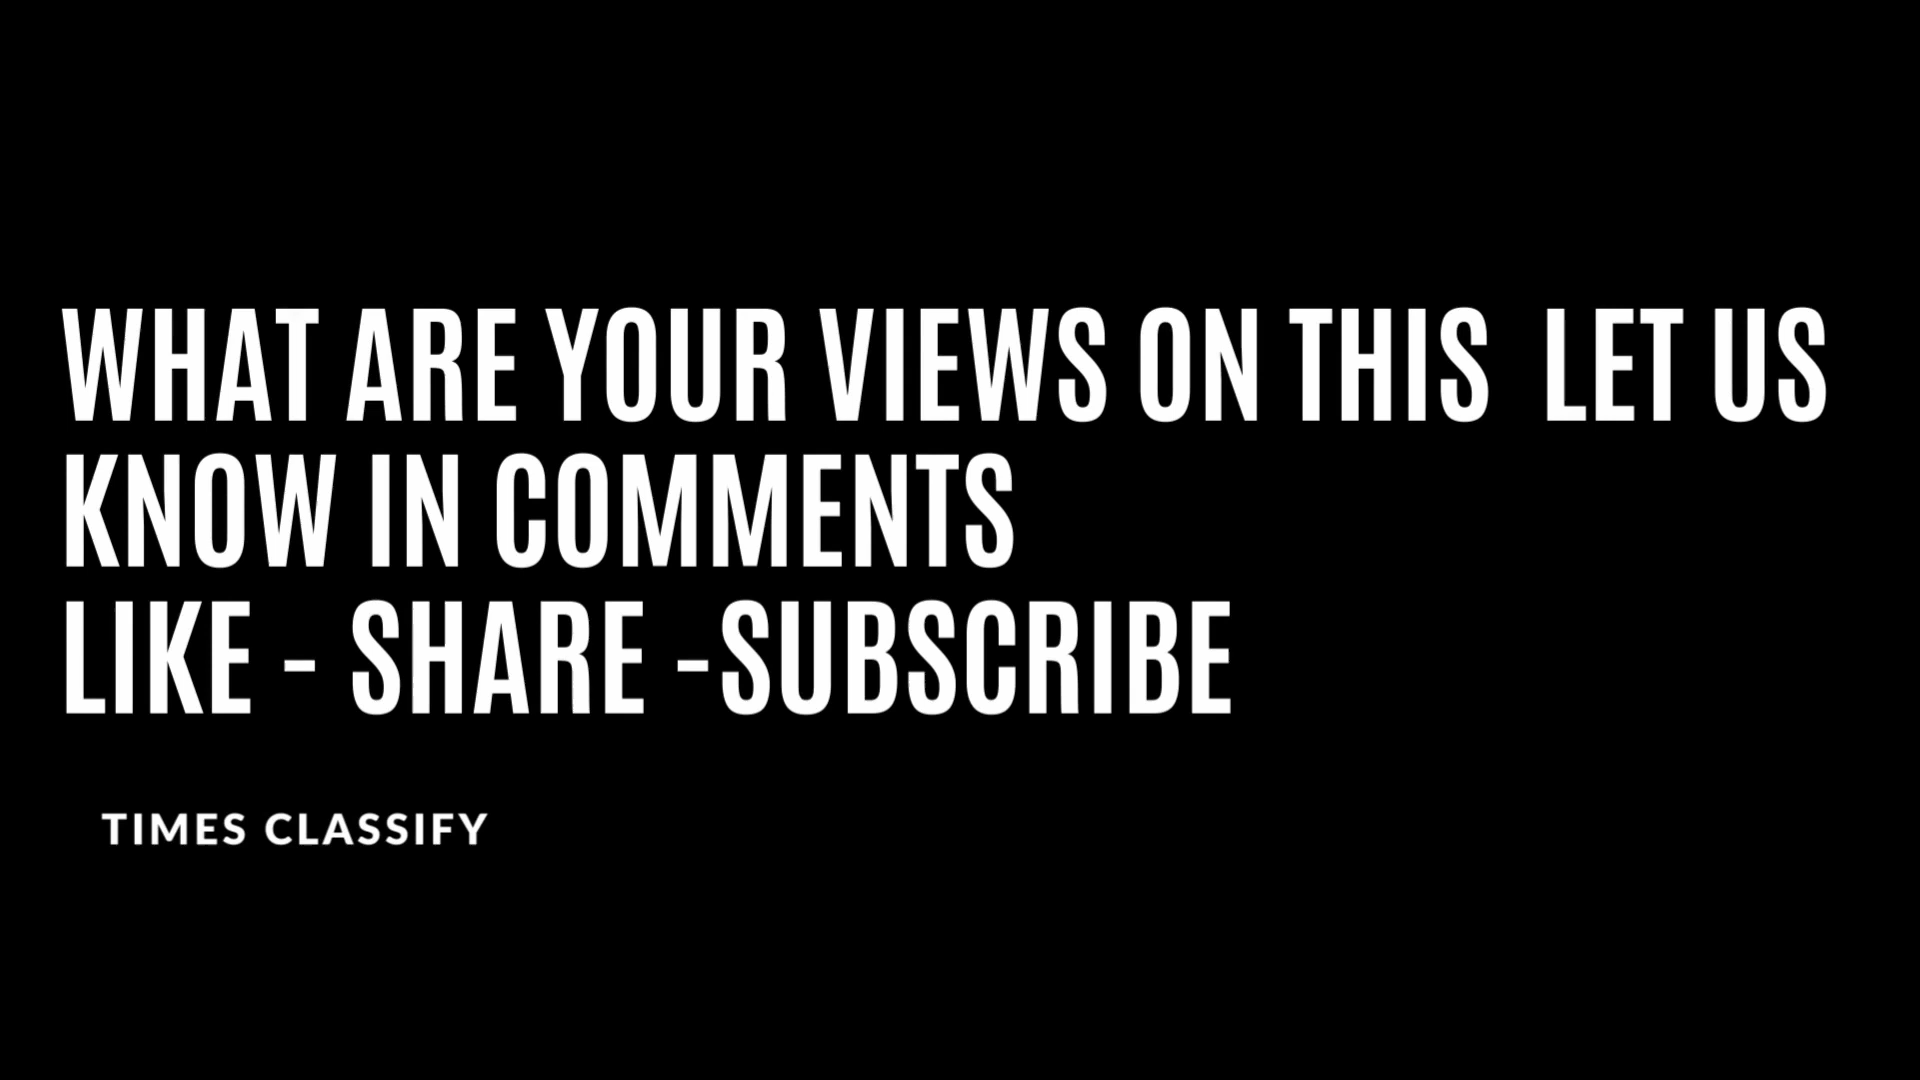 WHAT ARE YOUR VIEWS ON THIS  LET US
KNOW IN COMMENTS
LIKE - SHARE -SUBSCRIBE
TIMES CLASSIFY